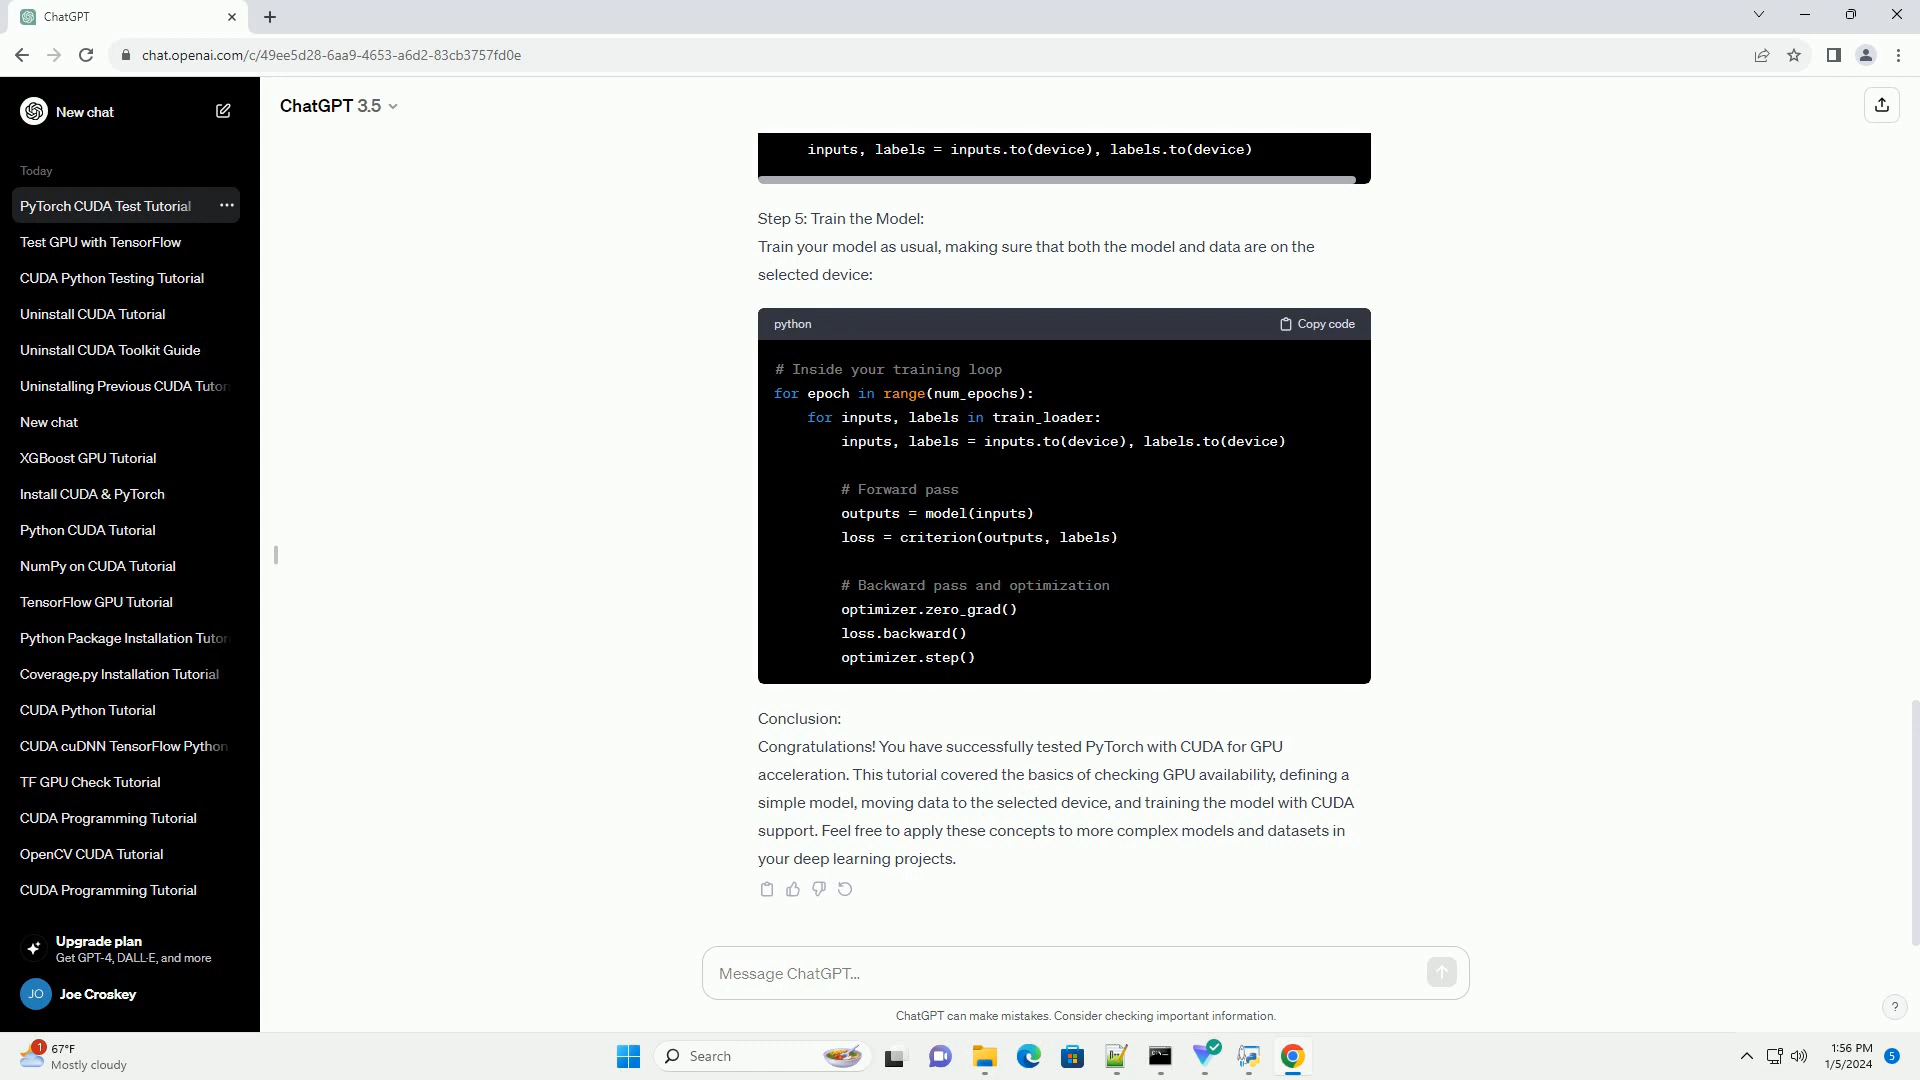 ChatGPT
chat.openai.com/c/49ee5d28-6aa9-4653-a6d2-83cb3757fd0e
New chat
Today
PyTorch CUDA Test Tutorial
Test GPU with TensorFlow
CUDA Python Testing Tutorial
Uninstall CUDA Tutorial
Uninstall CUDA Toolkit Guide
Uninstalling Previous CUDA Tutor
New chat
XGBoost GPU Tutorial
Install CUDA & PyTorch
Python CUDA Tutorial
NumPy on CUDA Tutorial
TensorFlow GPU Tutorial
Python Package Installation Tutor
Coverage.py Installation Tutorial
CUDA Python Tutorial
CUDA cuDNN TensorFlow Python
TF GPU Check Tutorial
CUDA Programming Tutorial
OpenCV CUDA Tutorial
CUDA Programming Tutorial
Upgrade plan
Get GPT-4, DALL·E, and more
JO Joe Croskey
ChatGPT 3.5
inputs, labels = inputs.to(device), labels.to(device)
Step 5: Train the Model:
Train your model as usual, making sure that both the model and data are on the
selected device:
python Copy code
# Inside your training loop
for epoch in range(num_epochs):
    for inputs, labels in train_loader:
        inputs, labels = inputs.to(device), labels.to(device)
        # Forward pass
        outputs = model(inputs)
        loss = criterion(outputs, labels)
        # Backward pass and optimization
        optimizer.zero_grad()
        loss.backward()
        optimizer.step()
Conclusion:
Congratulations! You have successfully tested PyTorch with CUDA for GPU
acceleration. This tutorial covered the basics of checking GPU availability, defining a
simple model, moving data to the selected device, and training the model with CUDA
support. Feel free to apply these concepts to more complex models and datasets in
your deep learning projects.
Message ChatGPT...
ChatGPT can make mistakes. Consider checking important information.
?
1
67°F
Mostly cloudy
Search
1:56 PM
1/5/2024
5